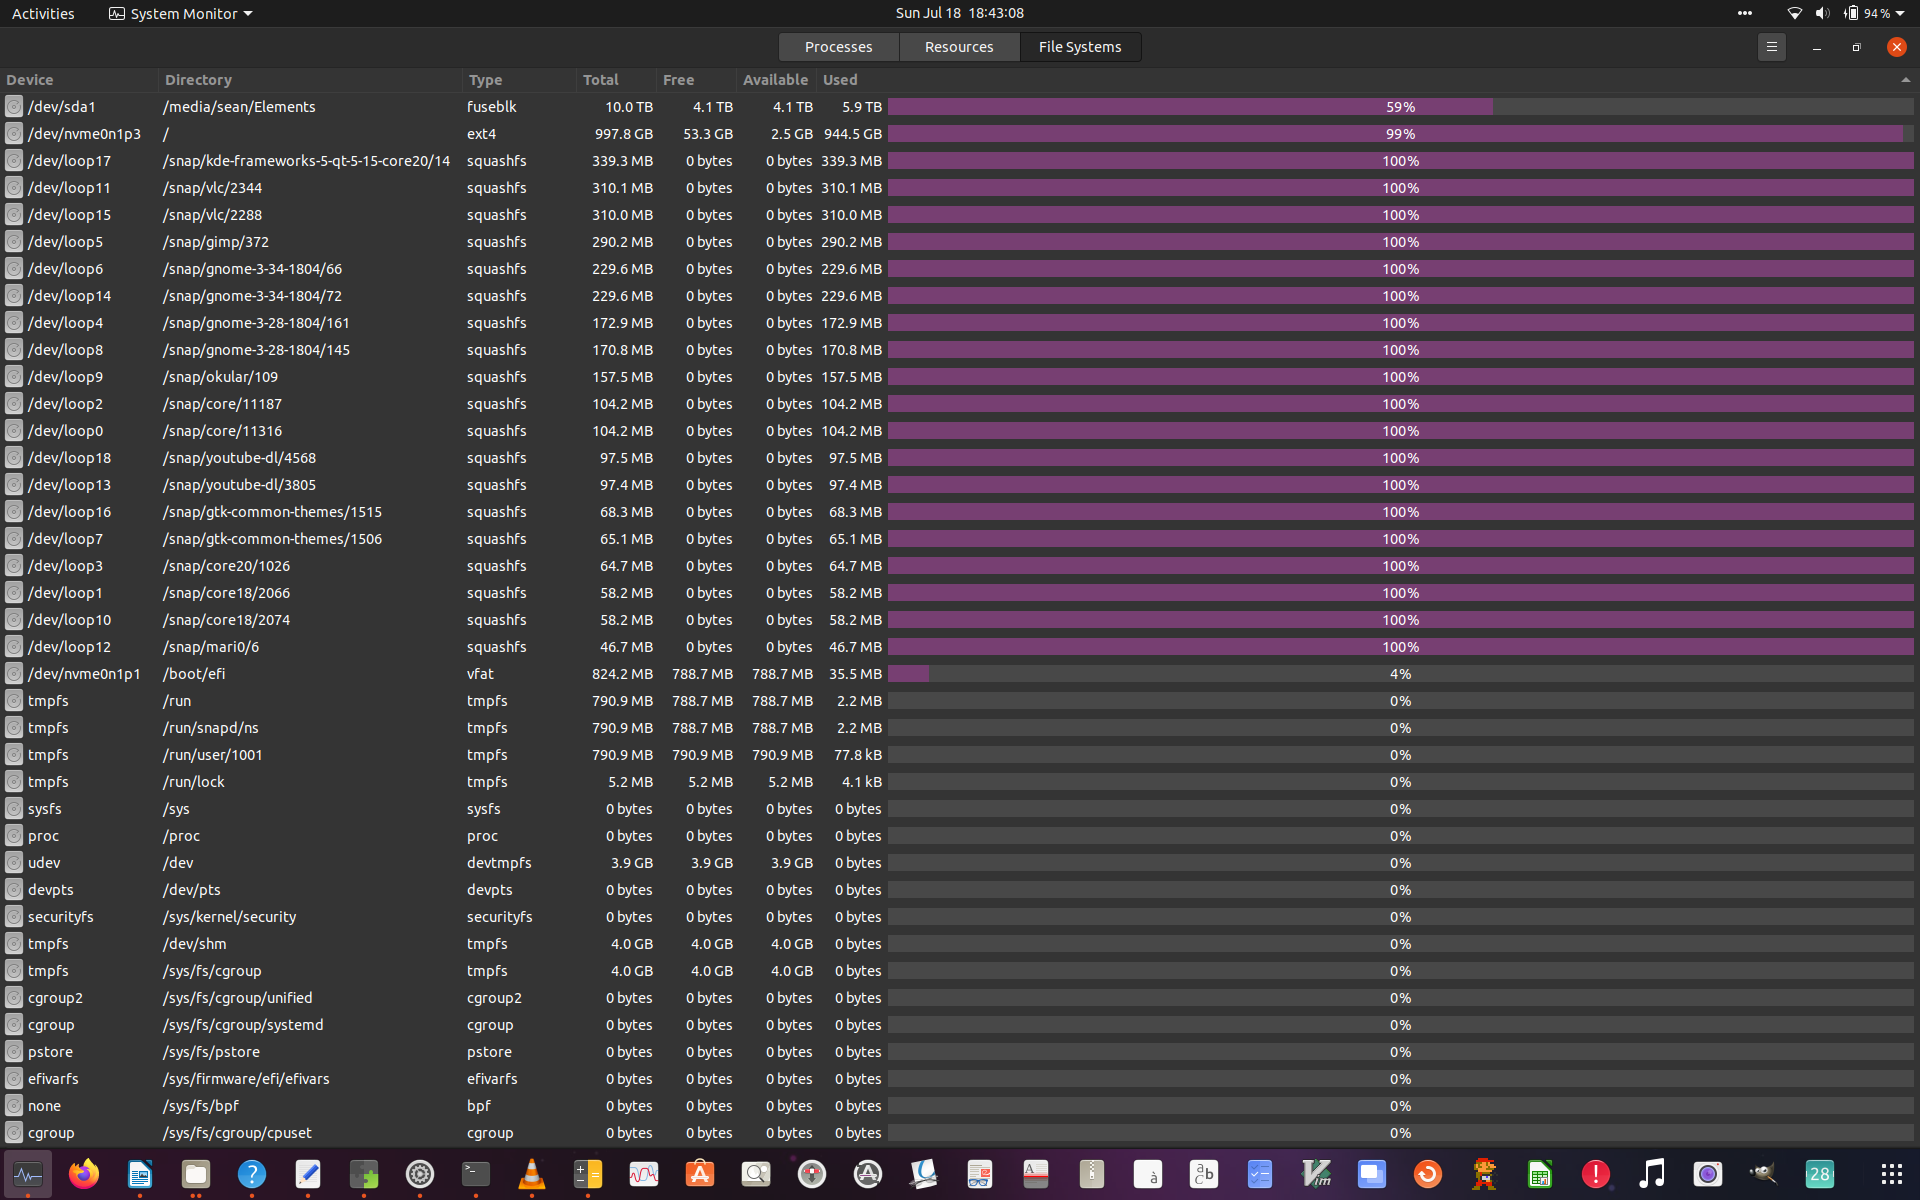 Activities System Monitor Sun Jul 18 18:43:08 94 %
Processes Resources File Systems
Device Directory Type Total Free Available Used
/dev/sda1 /media/sean/Elements fuseblk 10.0 TB 4.1 TB 4.1 TB 5.9 TB 59%
/dev/nvme0n1p3 / ext4 997.8 GB 53.3 GB 2.5 GB 944.5 GB 99%
/dev/loop17 /snap/kde-frameworks-5-qt-5-15-core20/14 squashfs 339.3 MB 0 bytes 0 bytes 339.3 MB 100%
/dev/loop11 /snap/vlc/2344 squashfs 310.1 MB 0 bytes 0 bytes 310.1 MB 100%
/dev/loop15 /snap/vlc/2288 squashfs 310.0 MB 0 bytes 0 bytes 310.0 MB 100%
/dev/loop5 /snap/gimp/372 squashfs 290.2 MB 0 bytes 0 bytes 290.2 MB 100%
/dev/loop6 /snap/gnome-3-34-1804/66 squashfs 229.6 MB 0 bytes 0 bytes 229.6 MB 100%
/dev/loop14 /snap/gnome-3-34-1804/72 squashfs 229.6 MB 0 bytes 0 bytes 229.6 MB 100%
/dev/loop4 /snap/gnome-3-28-1804/161 squashfs 172.9 MB 0 bytes 0 bytes 172.9 MB 100%
/dev/loop8 /snap/gnome-3-28-1804/145 squashfs 170.8 MB 0 bytes 0 bytes 170.8 MB 100%
/dev/loop9 /snap/okular/109 squashfs 157.5 MB 0 bytes 0 bytes 157.5 MB 100%
/dev/loop2 /snap/core/11187 squashfs 104.2 MB 0 bytes 0 bytes 104.2 MB 100%
/dev/loop0 /snap/core/11316 squashfs 104.2 MB 0 bytes 0 bytes 104.2 MB 100%
/dev/loop18 /snap/youtube-dl/4568 squashfs 97.5 MB 0 bytes 0 bytes 97.5 MB 100%
/dev/loop13 /snap/youtube-dl/3805 squashfs 97.4 MB 0 bytes 0 bytes 97.4 MB 100%
/dev/loop16 /snap/gtk-common-themes/1515 squashfs 68.3 MB 0 bytes 0 bytes 68.3 MB 100%
/dev/loop7 /snap/gtk-common-themes/1506 squashfs 65.1 MB 0 bytes 0 bytes 65.1 MB 100%
/dev/loop3 /snap/core20/1026 squashfs 64.7 MB 0 bytes 0 bytes 64.7 MB 100%
/dev/loop1 /snap/core18/2066 squashfs 58.2 MB 0 bytes 0 bytes 58.2 MB 100%
/dev/loop10 /snap/core18/2074 squashfs 58.2 MB 0 bytes 0 bytes 58.2 MB 100%
/dev/loop12 /snap/mari0/6 squashfs 46.7 MB 0 bytes 0 bytes 46.7 MB 100%
/dev/nvme0n1p1 /boot/efi vfat 824.2 MB 788.7 MB 788.7 MB 35.5 MB 4%
tmpfs /run tmpfs 790.9 MB 788.7 MB 788.7 MB 2.2 MB 0%
tmpfs /run/snapd/ns tmpfs 790.9 MB 788.7 MB 788.7 MB 2.2 MB 0%
tmpfs /run/user/1001 tmpfs 790.9 MB 790.9 MB 790.9 MB 77.8 kB 0%
tmpfs /run/lock tmpfs 5.2 MB 5.2 MB 5.2 MB 4.1 kB 0%
sysfs /sys sysfs 0 bytes 0 bytes 0 bytes 0 bytes 0%
proc /proc proc 0 bytes 0 bytes 0 bytes 0 bytes 0%
udev /dev devtmpfs 3.9 GB 3.9 GB 3.9 GB 0 bytes 0%
devpts /dev/pts devpts 0 bytes 0 bytes 0 bytes 0 bytes 0%
securityfs /sys/kernel/security securityfs 0 bytes 0 bytes 0 bytes 0 bytes 0%
tmpfs /dev/shm tmpfs 4.0 GB 4.0 GB 4.0 GB 0 bytes 0%
tmpfs /sys/fs/cgroup tmpfs 4.0 GB 4.0 GB 4.0 GB 0 bytes 0%
cgroup2 /sys/fs/cgroup/unified cgroup2 0 bytes 0 bytes 0 bytes 0 bytes 0%
cgroup /sys/fs/cgroup/systemd cgroup 0 bytes 0 bytes 0 bytes 0 bytes 0%
pstore /sys/fs/pstore pstore 0 bytes 0 bytes 0 bytes 0 bytes 0%
efivarfs /sys/firmware/efi/efivars efivarfs 0 bytes 0 bytes 0 bytes 0 bytes 0%
none /sys/fs/bpf bpf 0 bytes 0 bytes 0 bytes 0 bytes 0%
cgroup /sys/fs/cgroup/cpuset cgroup 0 bytes 0 bytes 0 bytes 0 bytes 0%
? >_ A à a b c Vim ! 28